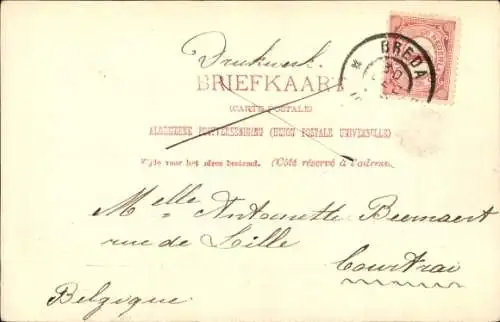 Drukwerk.
BREDA
BRIEFKAART
(CARTE POSTALE)
ALGEMEENE POSTVEREENIGING (UNION POSTALE UNIVERSELLE)
Zijde voor het adres bestemd. (Côté réservé à l'adresse.)
Melle Antoinette Beernaert
rue de Lille
Courtrai
Belgique.